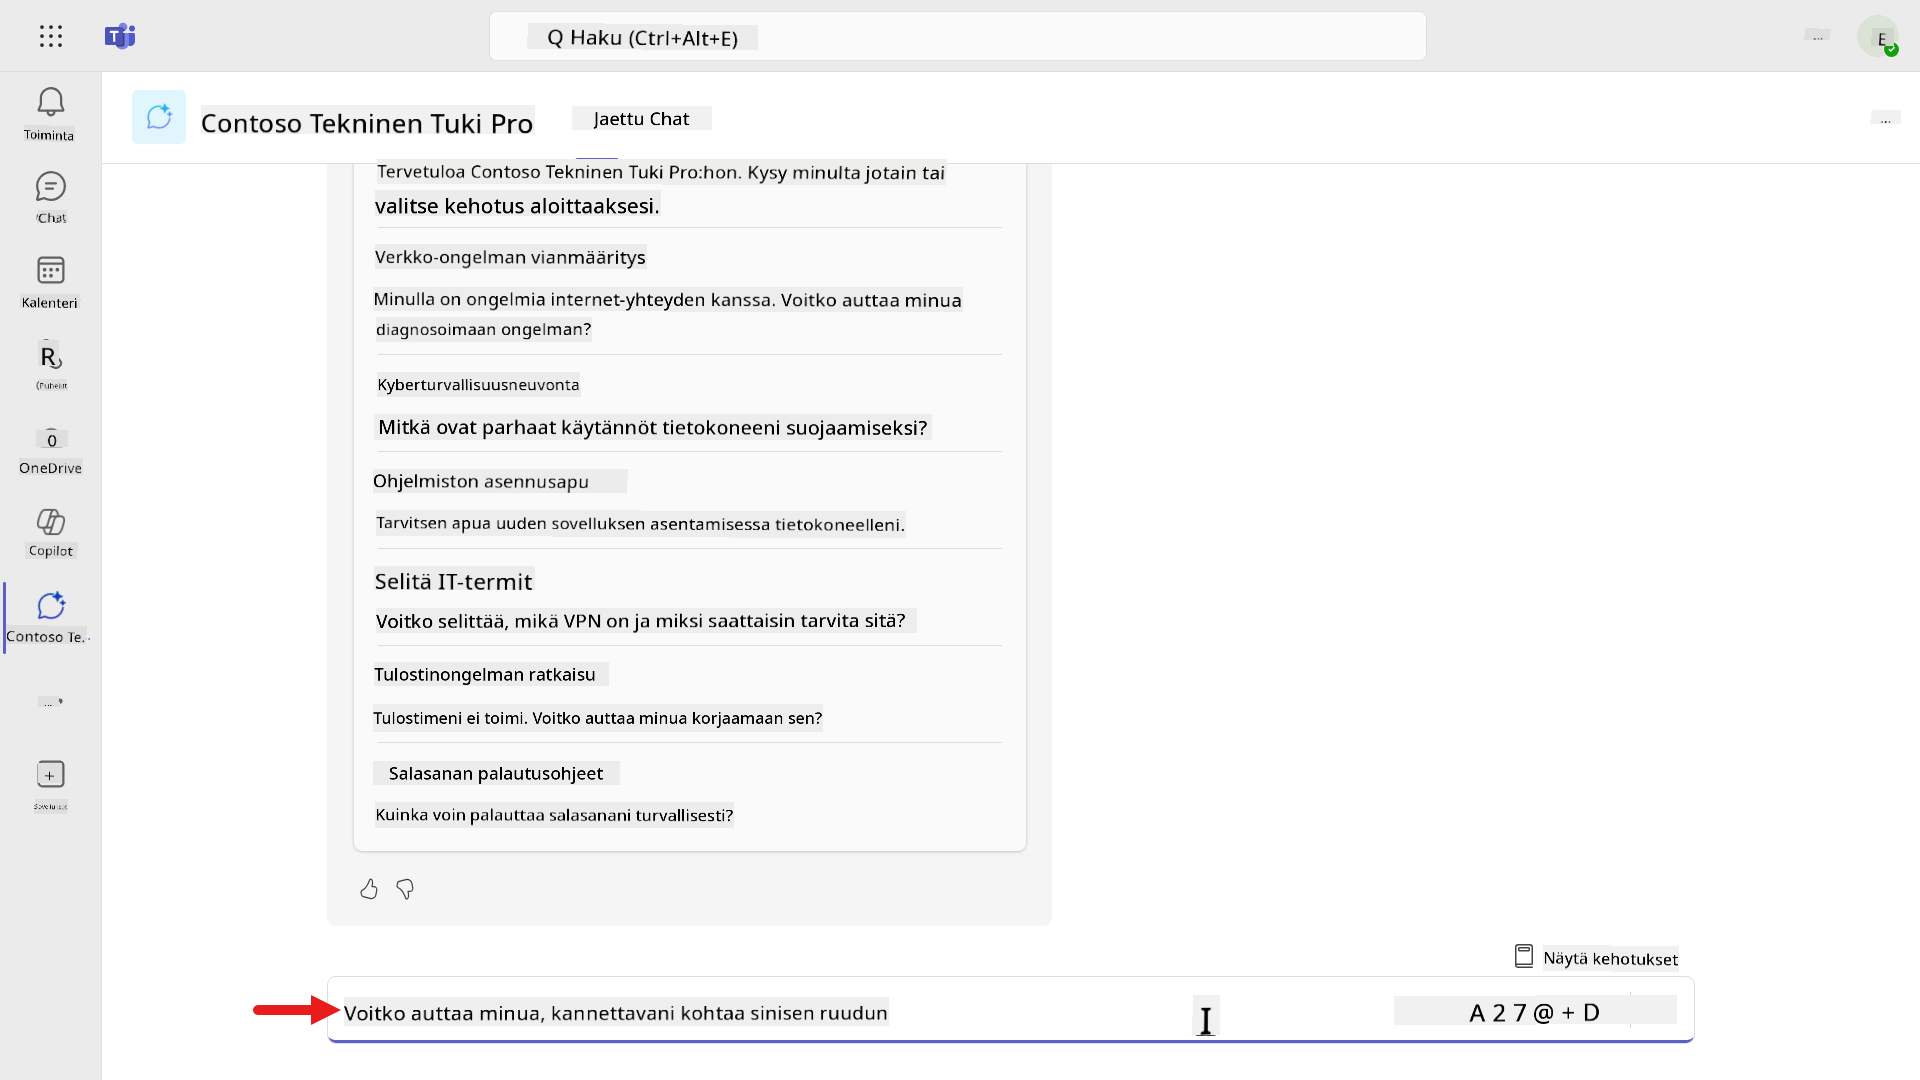 Q Haku (Ctrl+Alt+E)
...
E
Toiminta
Chat
Kalenteri
R
(Puhelut
0
OneDrive
Copilot
Contoso Te...
...
+
Contoso Tekninen Tuki Pro
Jaettu Chat
Tervetuloa Contoso Tekninen Tuki Pro:hon. Kysy minulta jotain tai
valitse kehotus aloittaaksesi.
Verkko-ongelman vianmääritys
Minulla on ongelmia internet-yhteyden kanssa. Voitko auttaa minua
diagnosoimaan ongelman?
Kyberturvallisuusneuvonta
Mitkä ovat parhaat käytännöt tietokoneeni suojaamiseksi?
Ohjelmiston asennusapu
Tarvitsen apua uuden sovelluksen asentamisessa tietokoneelleni.
Selitä IT-termit
Voitko selittää, mikä VPN on ja miksi saattaisin tarvita sitä?
Tulostinongelman ratkaisu
Tulostimeni ei toimi. Voitko auttaa minua korjaamaan sen?
Salasanan palautusohjeet
Kuinka voin palauttaa salasanani turvallisesti?
Näytä kehotukset
Voitko auttaa minua, kannettavani kohtaa sinisen ruudun
I
A 2 7 @ + D